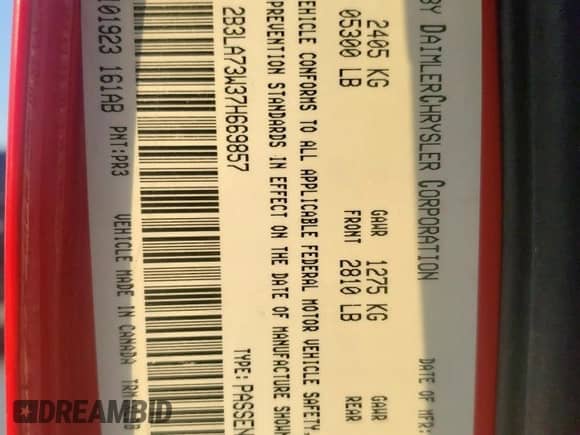 BY DAIMLERCHRYSLER CORPORATION DATE OF MFR:
2405 KG GAWR 1275 KG GAWR
05300 LB FRONT 2810 LB REAR
VEHICLE CONFORMS TO ALL APPLICABLE FEDERAL MOTOR VEHICLE SAFETY,
PREVENTION STANDARDS IN EFFECT ON THE DATE OF MANUFACTURE SHOWN
2B3LA73W37H669857 TYPE: PASSEN
101923 161AB PNT:PR3 VEHICLE MADE IN CANADA
DREAMBID